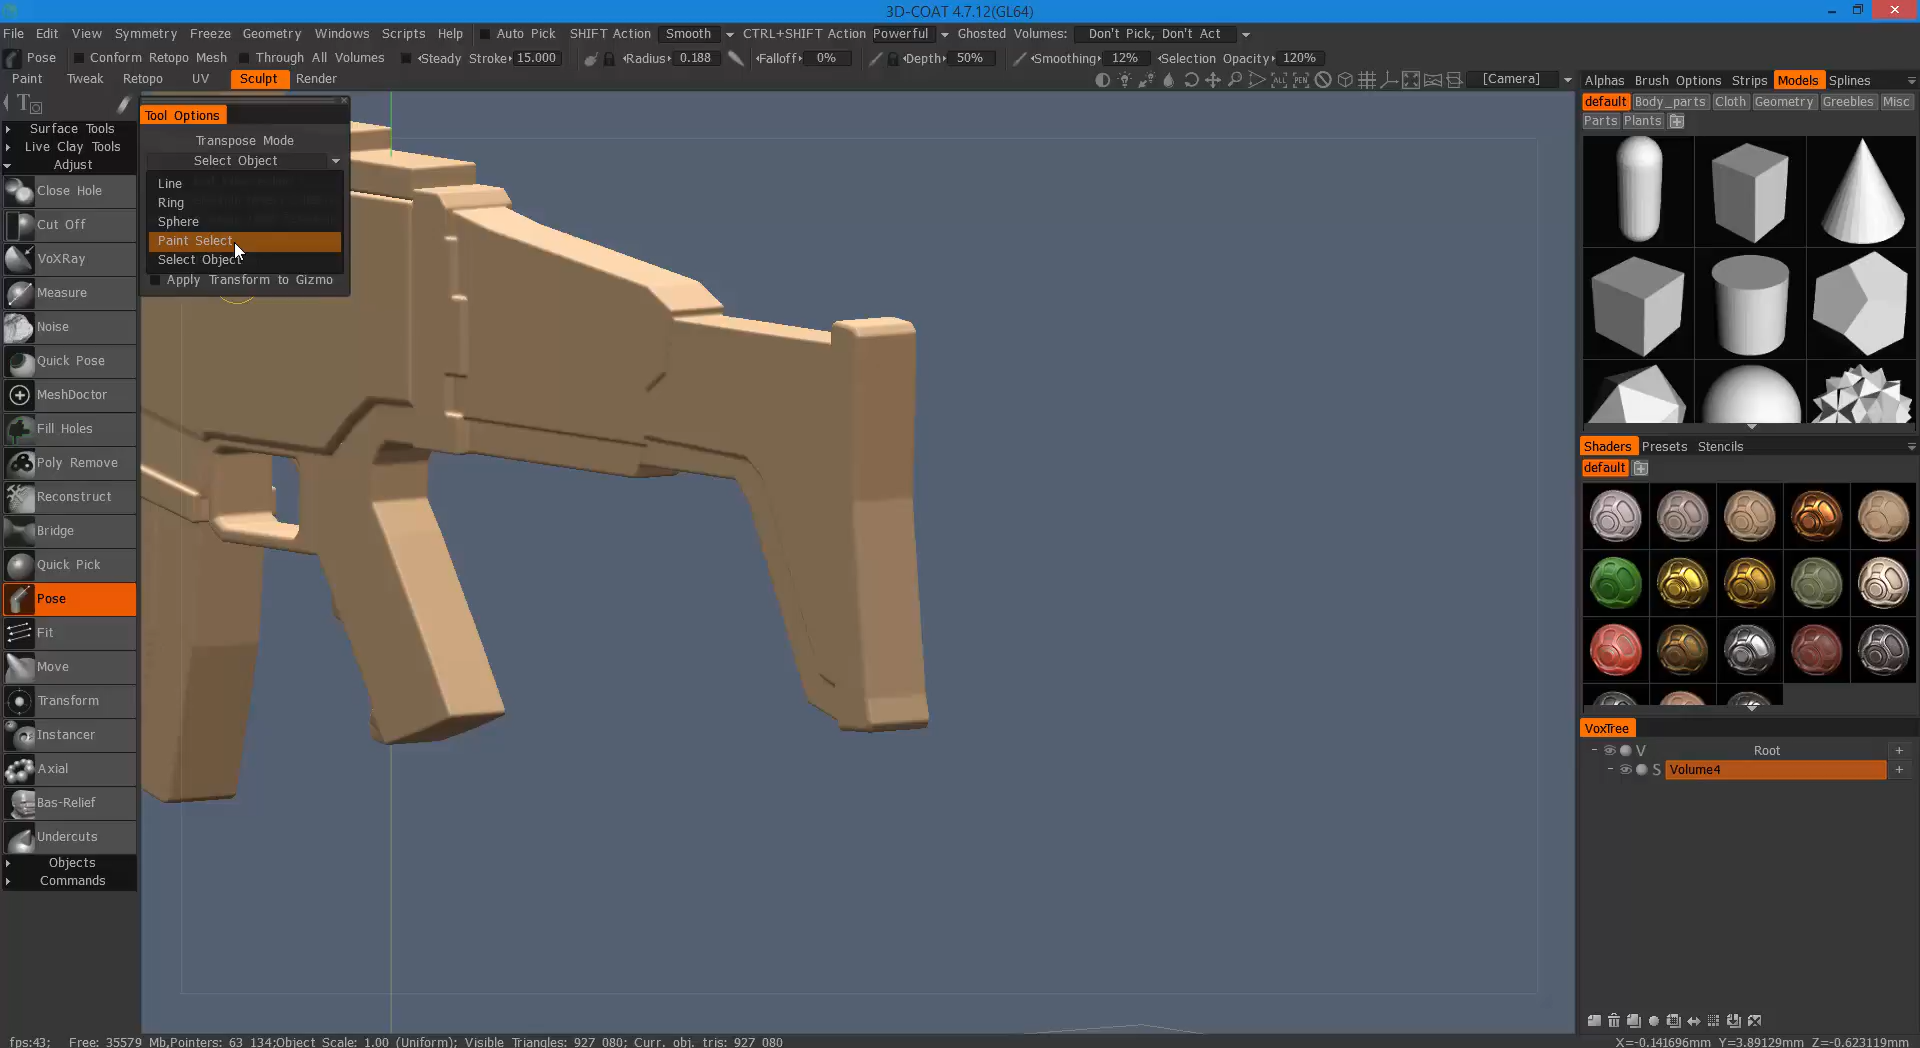 3D-COAT 4.7.12(GL64)
File Edit View Symmetry Freeze Geometry Windows Scripts Help Auto Pick SHIFT Action Smooth CTRL+SHIFT Action Powerful Ghosted Volumes: Don't Pick, Don't Act
Pose Conform Retopo Mesh Through All Volumes Steady Stroke 15.000 Radius 0.188 Falloff 0% Depth 50% Smoothing 12% Selection Opacity 120%
Paint Tweak Retopo UV Sculpt Render ALL PEN [Camera]
Surface Tools
Live Clay Tools
Adjust
Close Hole
Cut Off
VoXRay
Measure
Noise
Quick Pose
MeshDoctor
Fill Holes
Poly Remove
Reconstruct
Bridge
Quick Pick
Pose
Fit
Move
Transform
Instancer
Axial
Bas-Relief
Undercuts
Objects
Commands
Tool Options
Transpose Mode
Select Object
Line
Ring
Sphere
Paint Select
Select Object
Apply Transform to Gizmo
Alphas Brush Options Strips Models Splines
default Body_parts Cloth Geometry Greebles Misc
Parts Plants
Shaders Presets Stencils
default
VoxTree
V Root +
S Volume4 +
fps:43; Free: 35579 Mb,Pointers: 63 134;Object Scale: 1.00 (Uniform); Visible Triangles: 927 080; Curr. obj. tris: 927 080
X=-0.141696mm Y=3.89129mm Z=-0.623119mm